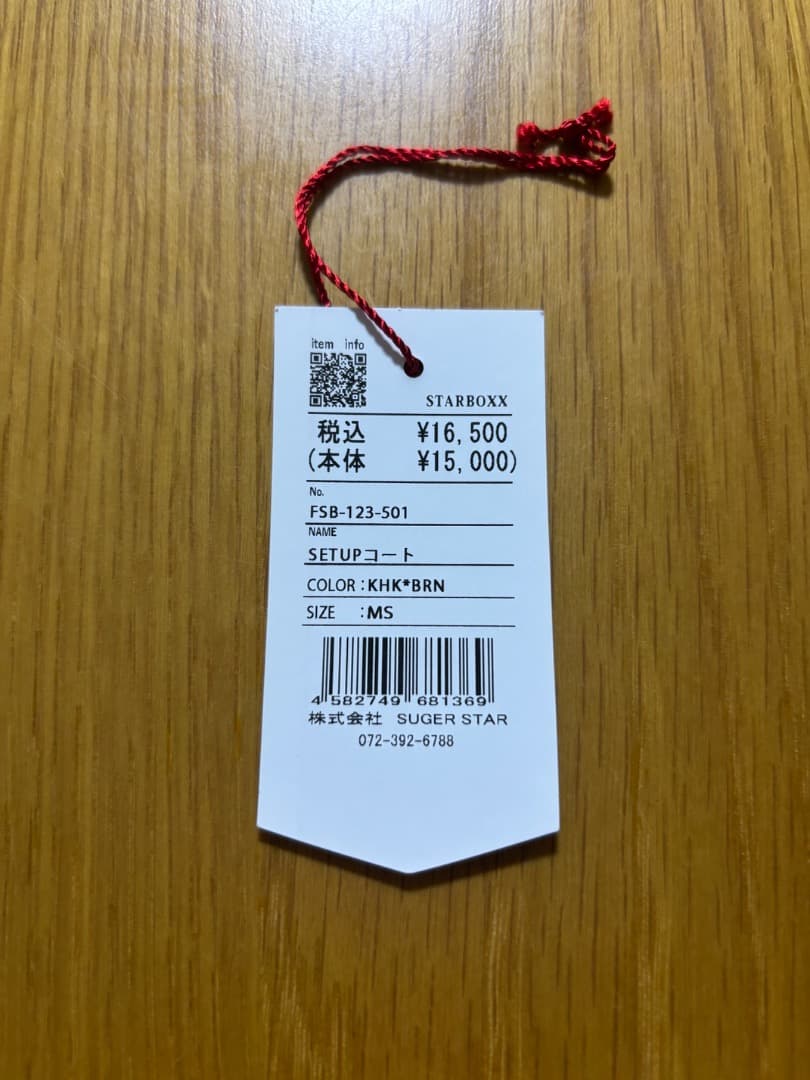 item info
STARBOXX
税込 ¥16,500
(本体 ¥15,000)
No.
FSB-123-501
NAME
SETUPコート
COLOR:KHK*BRN
SIZE :MS
4 582749 681369
株式会社 SUGER STAR
072-392-6788